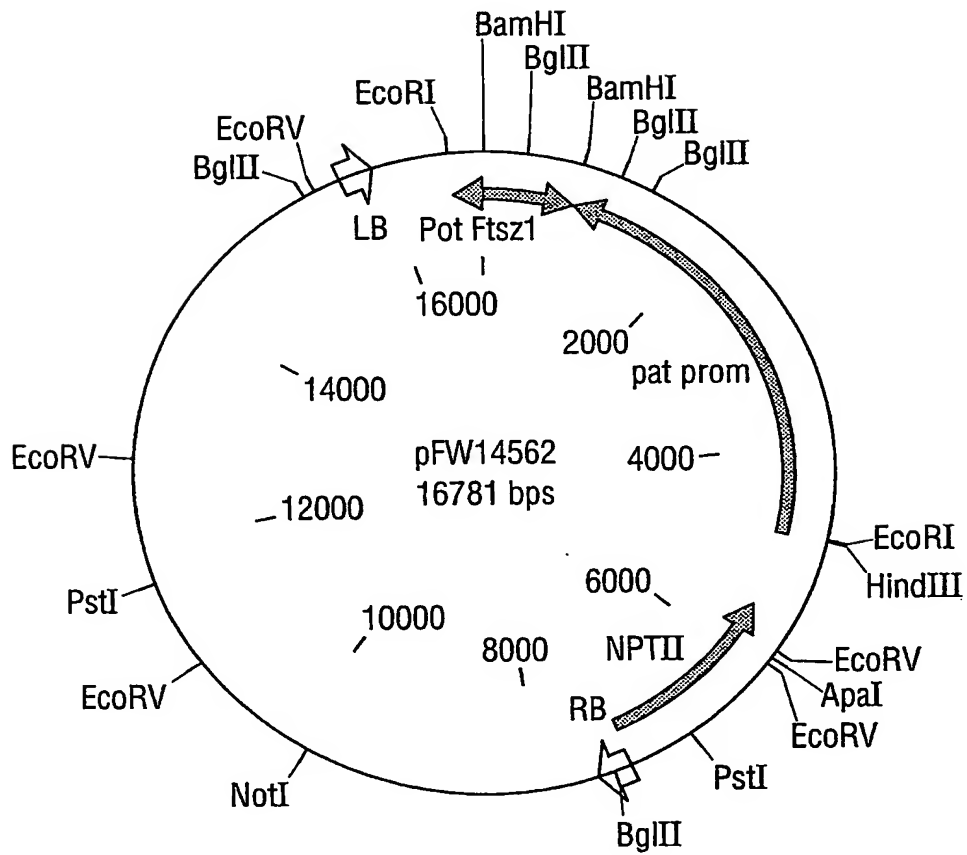 BamHI
BglII
EcoRI
BamHI
EcoRV
BglII
BglII
BglII
LB
Pot Ftsz1
16000
2000
pat prom
14000
EcoRV
pFW14562
4000
16781 bps
12000
EcoRI
HindIII
6000
PstI
10000
NPTII
8000
EcoRV
EcoRV
ApaI
RB
EcoRV
PstI
NotI
BglII